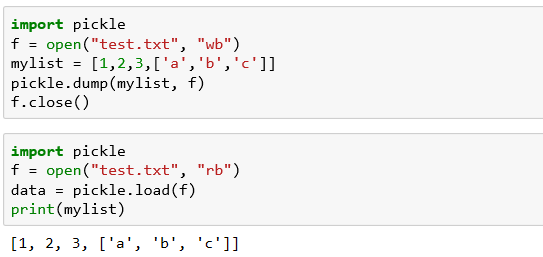 import pickle
f = open("test.txt", "wb")
mylist = [1,2,3,['a','b','c']]
pickle.dump(mylist, f)
f.close()
import pickle
f = open("test.txt", "rb")
data = pickle.load(f)
print(mylist)
[1, 2, 3, ['a', 'b', 'c']]